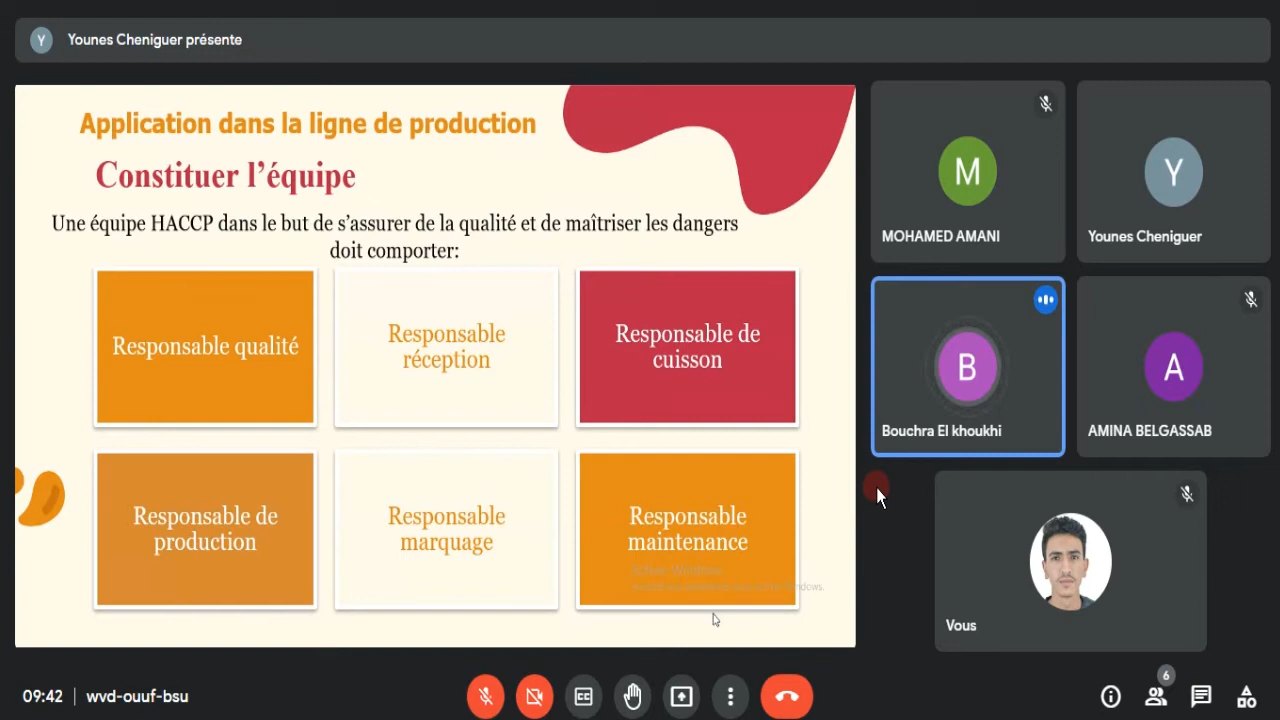 Y
Younes Cheniguer présente
Application dans la ligne de production
Constituer l’équipe
Une équipe HACCP dans le but de s’assurer de la qualité et de maîtriser les dangers
doit comporter:
Responsable qualité
Responsable
réception
Responsable de
cuisson
Responsable de
production
Responsable
marquage
Responsable
maintenance
M
MOHAMED AMANI
Y
Younes Cheniguer
B
Bouchra El khoukhi
A
AMINA BELGASSAB
Vous
09:42 | wvd-ouuf-bsu
CC
6